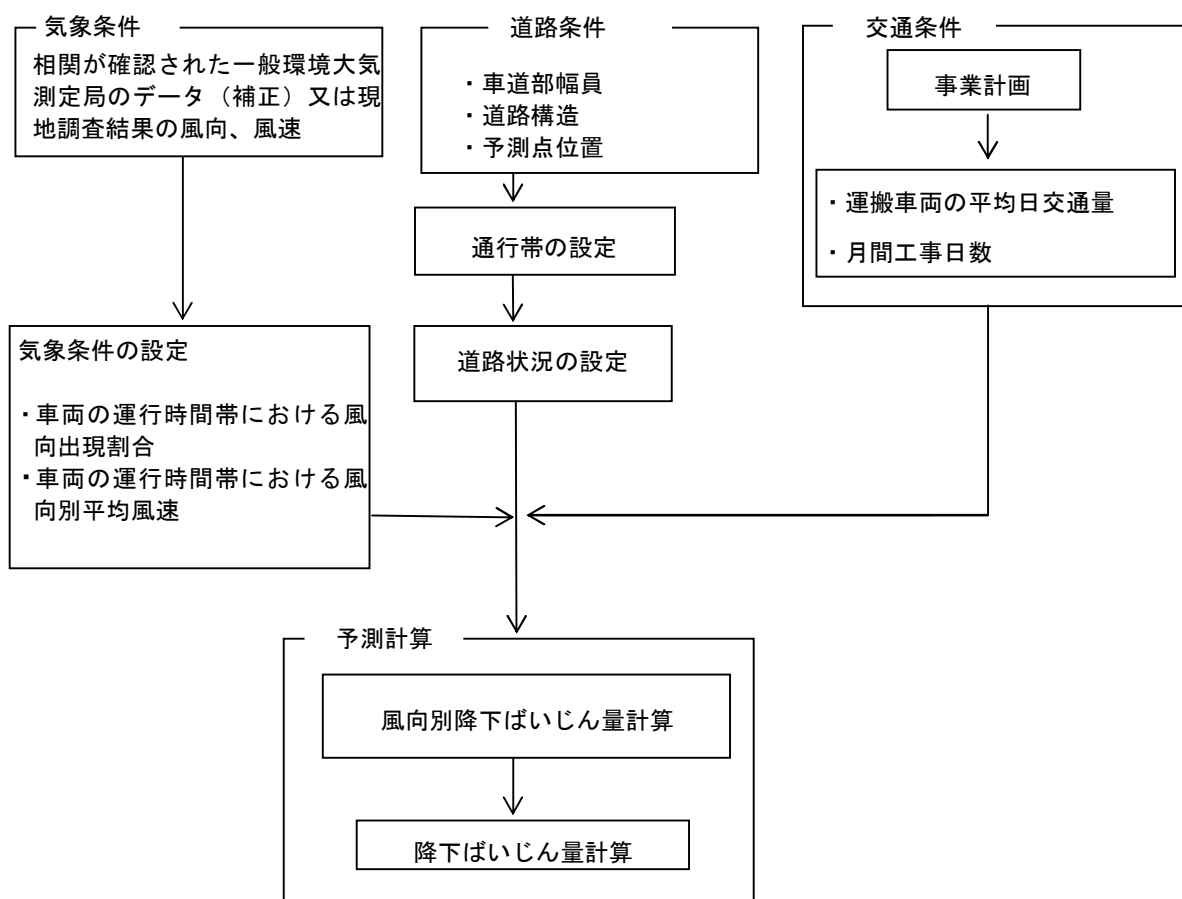 気象条件
相関が確認された一般環境大気
測定局のデータ（補正）又は現
地調査結果の風向、風速
道路条件
・車道部幅員
・道路構造
・予測点位置
交通条件
事業計画
・運搬車両の平均日交通量
・月間工事日数
通行帯の設定
道路状況の設定
気象条件の設定
・車両の運行時間帯における風
向出現割合
・車両の運行時間帯における風
向別平均風速
予測計算
風向別降下ばいじん量計算
降下ばいじん量計算